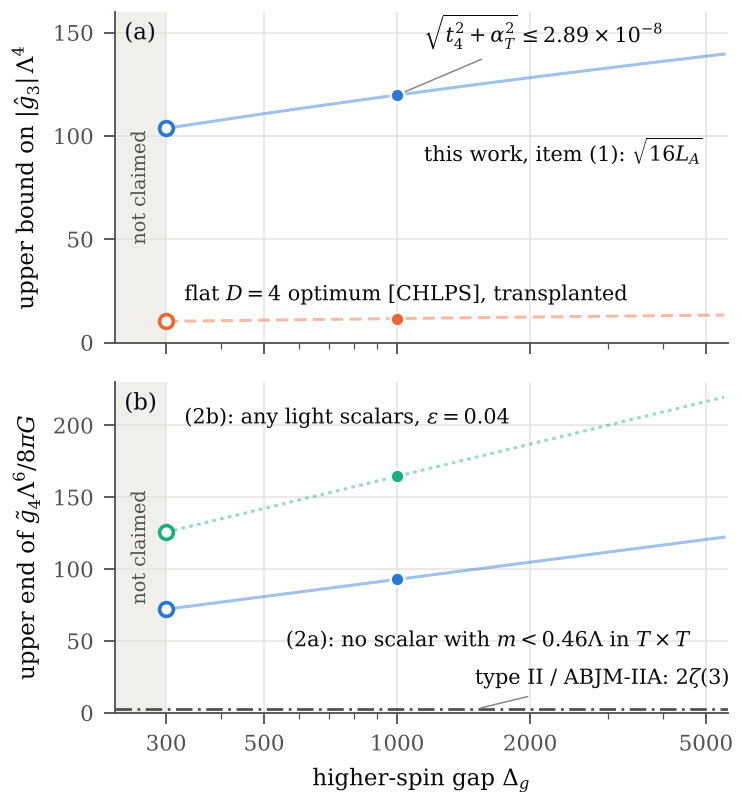 (a)
√(t₄² + α_T²) ≤ 2.89 × 10⁻⁸
150
100
50
0
upper bound on |ĝ₃| Λ⁴
not claimed
this work, item (1): √(16L_A)
flat D = 4 optimum [CHLPS], transplanted
(b)
(2b): any light scalars, ε = 0.04
200
150
100
50
0
upper end of g̃₄Λ⁶/8πG
not claimed
(2a): no scalar with m < 0.46Λ in T × T
type II / ABJM-IIA: 2ζ(3)
300 500 1000 2000 5000
higher-spin gap Δ_g